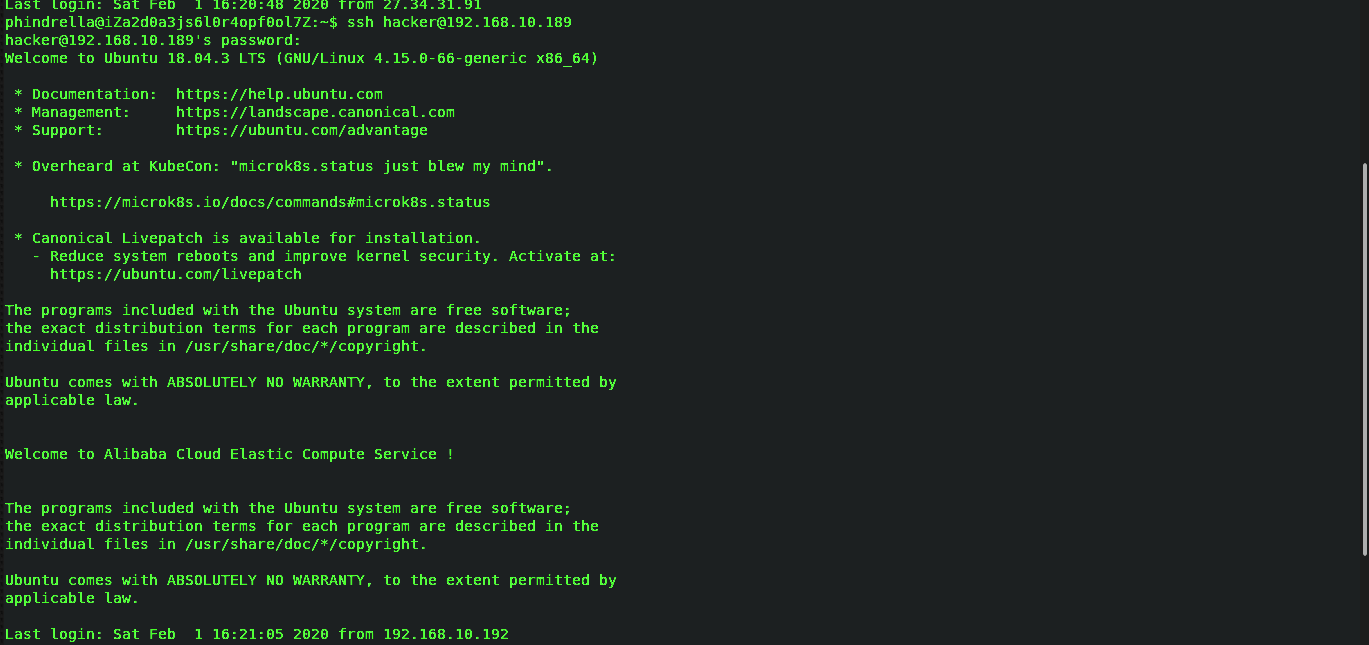 Last login: Sat Feb  1 16:20:48 2020 from 27.34.31.91
phindrella@iZa2d0a3js6l0r4opf0ol7Z:~$ ssh hacker@192.168.10.189
hacker@192.168.10.189's password:
Welcome to Ubuntu 18.04.3 LTS (GNU/Linux 4.15.0-66-generic x86_64)
* Documentation:  https://help.ubuntu.com
* Management:     https://landscape.canonical.com
* Support:        https://ubuntu.com/advantage
* Overheard at KubeCon: "microk8s.status just blew my mind".
https://microk8s.io/docs/commands#microk8s.status
* Canonical Livepatch is available for installation.
- Reduce system reboots and improve kernel security. Activate at:
https://ubuntu.com/livepatch
The programs included with the Ubuntu system are free software;
the exact distribution terms for each program are described in the
individual files in /usr/share/doc/*/copyright.
Ubuntu comes with ABSOLUTELY NO WARRANTY, to the extent permitted by
applicable law.
Welcome to Alibaba Cloud Elastic Compute Service !
The programs included with the Ubuntu system are free software;
the exact distribution terms for each program are described in the
individual files in /usr/share/doc/*/copyright.
Ubuntu comes with ABSOLUTELY NO WARRANTY, to the extent permitted by
applicable law.
Last login: Sat Feb  1 16:21:05 2020 from 192.168.10.192